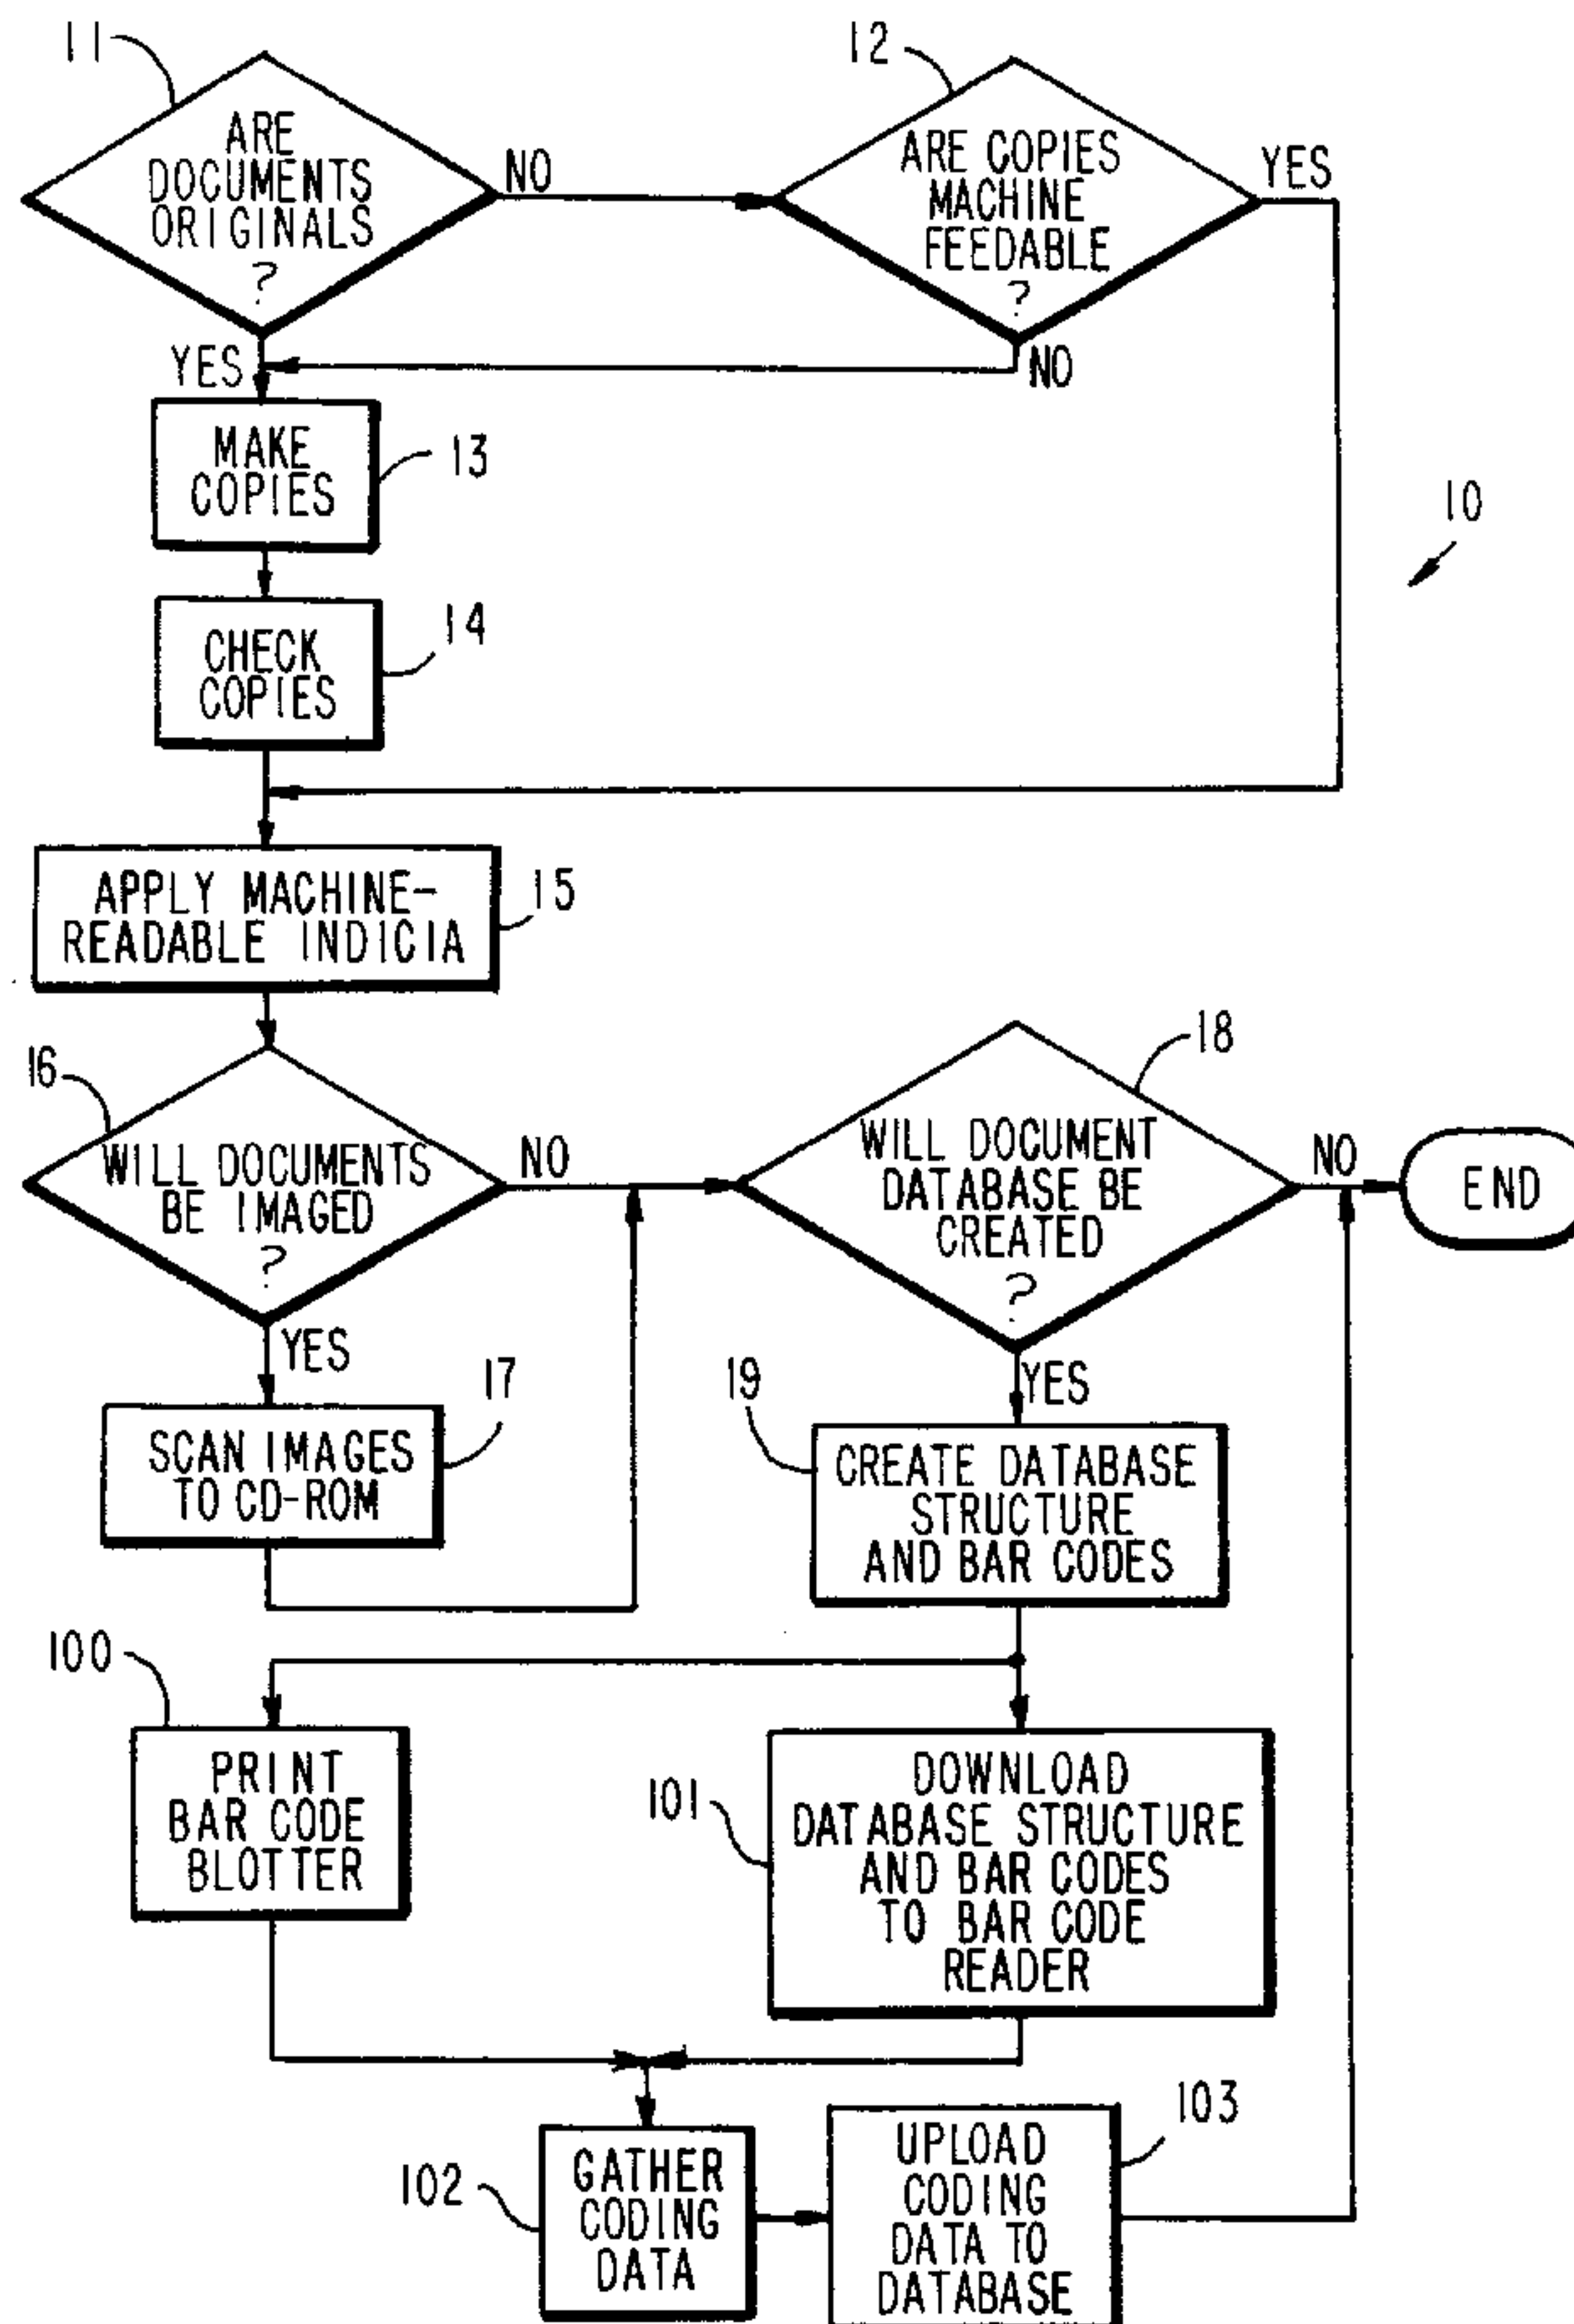 11
ARE
DOCUMENTS
ORIGINALS
?
NO
12
ARE COPIES
MACHINE
FEEDABLE
?
YES
YES
NO
MAKE
COPIES
13
10
CHECK
COPIES
14
APPLY MACHINE-
READABLE INDICIA
15
16
WILL DOCUMENTS
BE IMAGED
?
NO
18
WILL DOCUMENT
DATABASE BE
CREATED
?
NO
END
YES
YES
17
SCAN IMAGES
TO CD-ROM
19
CREATE DATABASE
STRUCTURE
AND BAR CODES
100
PRINT
BAR CODE
BLOTTER
101
DOWNLOAD
DATABASE STRUCTURE
AND BAR CODES
TO BAR CODE
READER
102
GATHER
CODING
DATA
103
UPLOAD
CODING
DATA TO
DATABASE